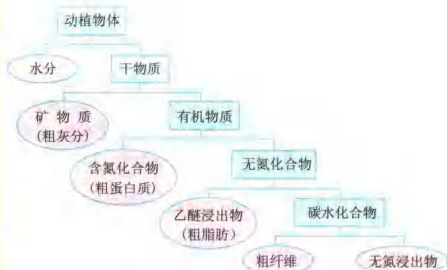 动植物体
水分
干物质
矿物质
(粗灰分)
有机物质
含氮化合物
(粗蛋白质)
无氮化合物
乙醚浸出物
(粗脂肪)
碳水化合物
粗纤维
无氮浸出物